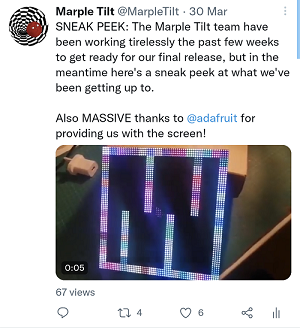 Marple Tilt @MarpleTilt · 30 Mar
SNEAK PEEK: The Marple Tilt team have
been working tirelessly the past few weeks
to get ready for our final release, but in the
meantime here's a sneak peek at what we've
been getting up to.
Also MASSIVE thanks to @adafruit for
providing us with the screen!
0:05
67 views
4 6